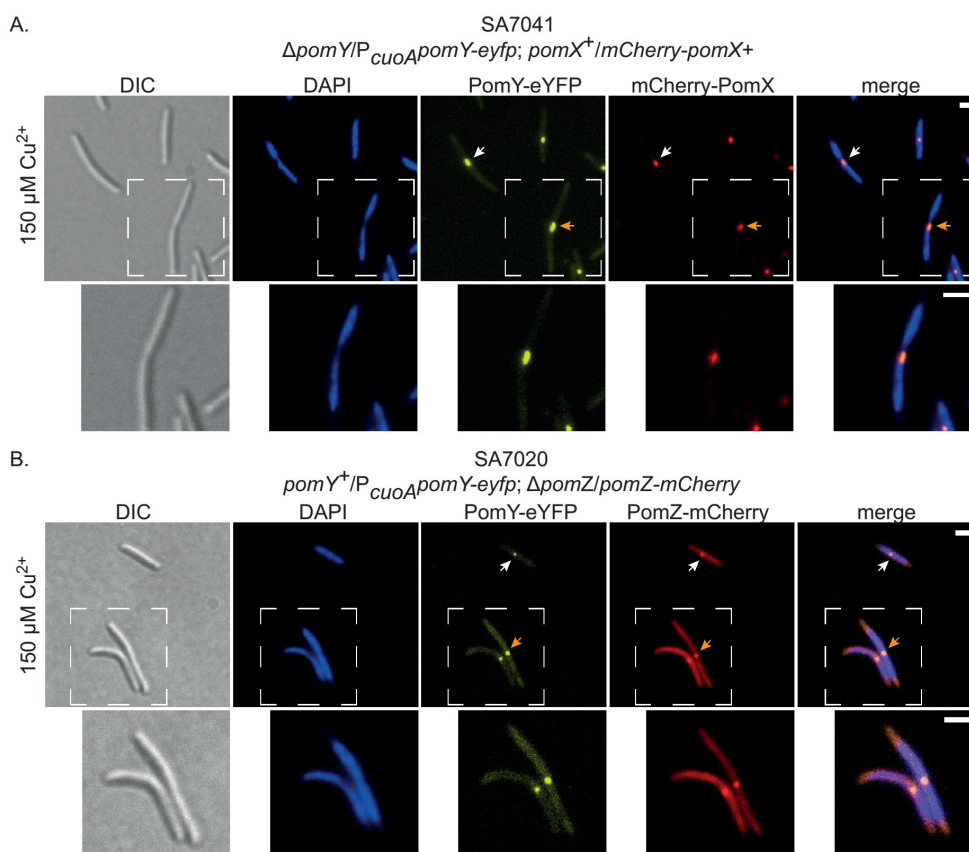 A.
SA7041
ΔpomY/PcuoApomY-eyfp; pomX⁺/mCherry-pomX+
DIC DAPI PomY-eYFP mCherry-PomX merge
150 µM Cu²⁺
B.
SA7020
pomY⁺/PcuoApomY-eyfp; ΔpomZ/pomZ-mCherry
DIC DAPI PomY-eYFP PomZ-mCherry merge
150 µM Cu²⁺